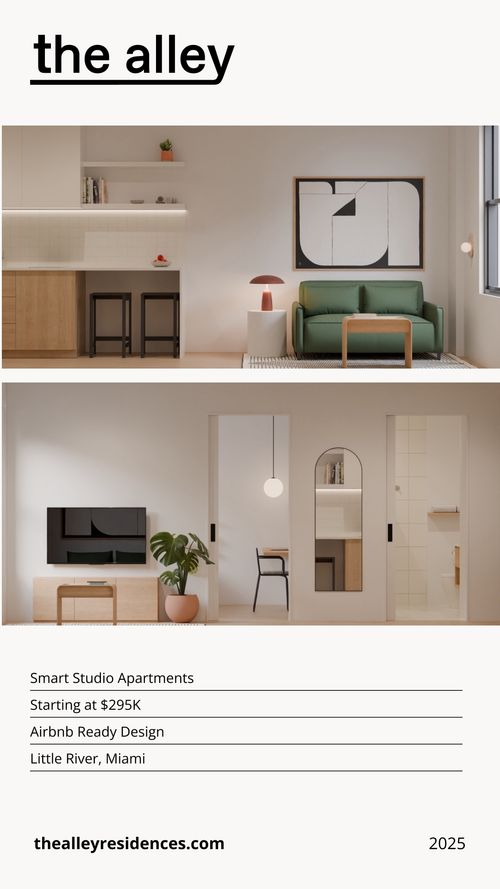 the alley
Smart Studio Apartments
Starting at $295K
Airbnb Ready Design
Little River, Miami
thealleyresidences.com
2025